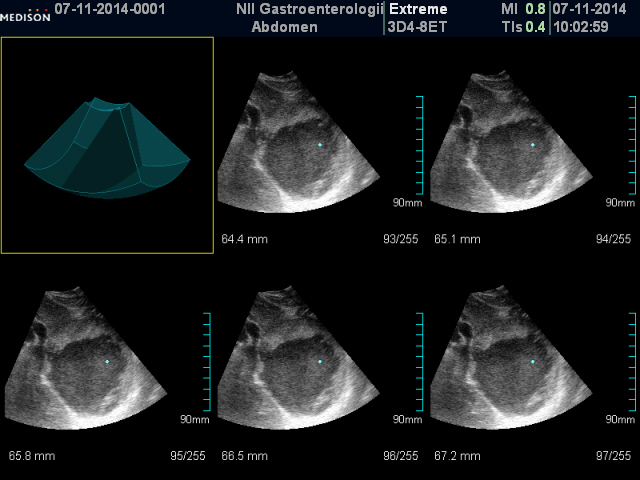 MEDISON 07-11-2014-0001 NII Gastroenterologii Extreme MI 0.8 07-11-2014
Abdomen 3D4-8ET TIs 0.4 10:02:59
90mm 90mm
64.4 mm 93/255 65.1 mm 94/255
90mm 90mm 90mm
65.8 mm 95/255 66.5 mm 96/255 67.2 mm 97/255